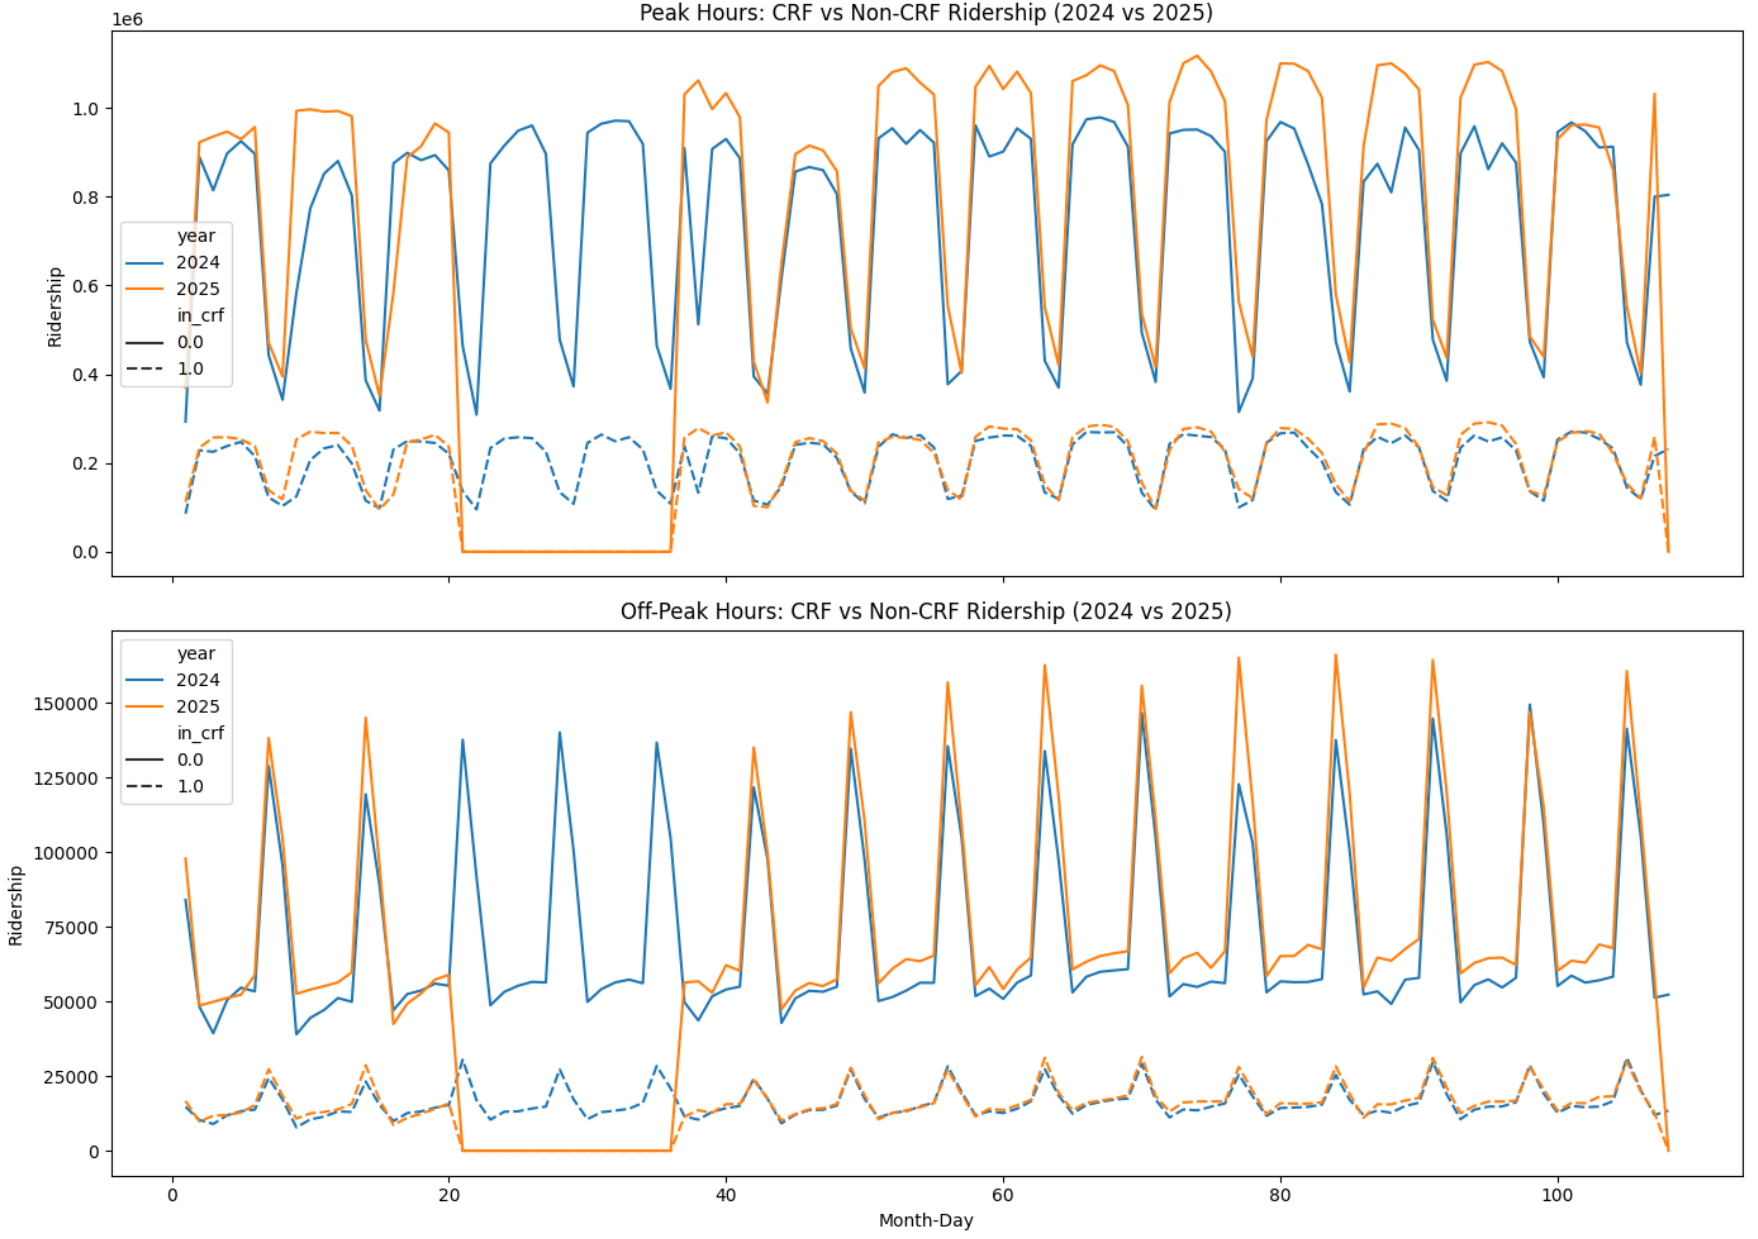 Peak Hours: CRF vs Non-CRF Ridership (2024 vs 2025)
1e6
1.0
0.8
0.6
0.4
0.2
0.0
Ridership
year
2024
2025
in_crf
0.0
1.0
Off-Peak Hours: CRF vs Non-CRF Ridership (2024 vs 2025)
150000
125000
100000
75000
50000
25000
0
Ridership
year
2024
2025
in_crf
0.0
1.0
0 20 40 60 80 100
Month-Day